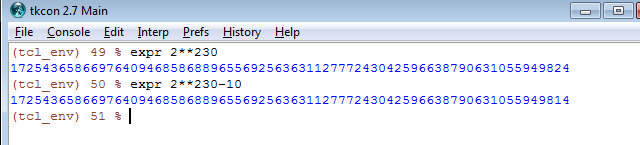 tkcon 2.7 Main
File Console Edit Interp Prefs History Help
(tcl_env) 49 % expr 2**230
1725436586697640946858688965569256363112777243042596638790631055949824
(tcl_env) 50 % expr 2**230-10
1725436586697640946858688965569256363112777243042596638790631055949814
(tcl_env) 51 %